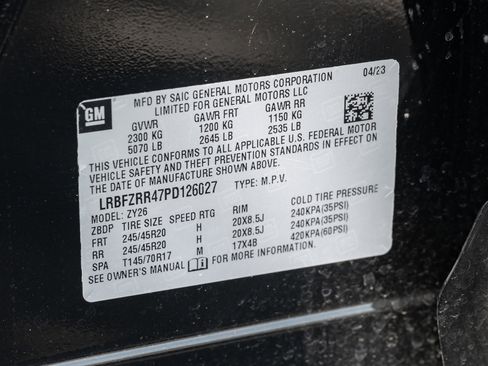 GM
04/23
MFD BY SAIC GENERAL MOTORS CORPORATION
LIMITED FOR GENERAL MOTORS LLC
GVWR GAWR FRT GAWR RR
2300 KG 1200 KG 1150 KG
5070 LB 2645 LB 2535 LB
THIS VEHICLE CONFORMS TO ALL APPLICABLE U.S. FEDERAL MOTOR
VEHICLE SAFETY AND THEFT PREVENTION STANDARDS IN EFFECT ON
THE DATE OF MANUFACTURE SHOWN ABOVE.
LRBFZRR47PD126027 TYPE: M.P.V.
MODEL: ZY26
ZBDP TIRE SIZE SPEED RTG RIM COLD TIRE PRESSURE
FRT 245/45R20 H 20X8.5J 240KPA(35PSI)
RR 245/45R20 H 20X8.5J 240KPA(35PSI)
SPA T145/70R17 M 17X4B 420KPA(60PSI)
SEE OWNER'S MANUAL FOR MORE INFORMATION.